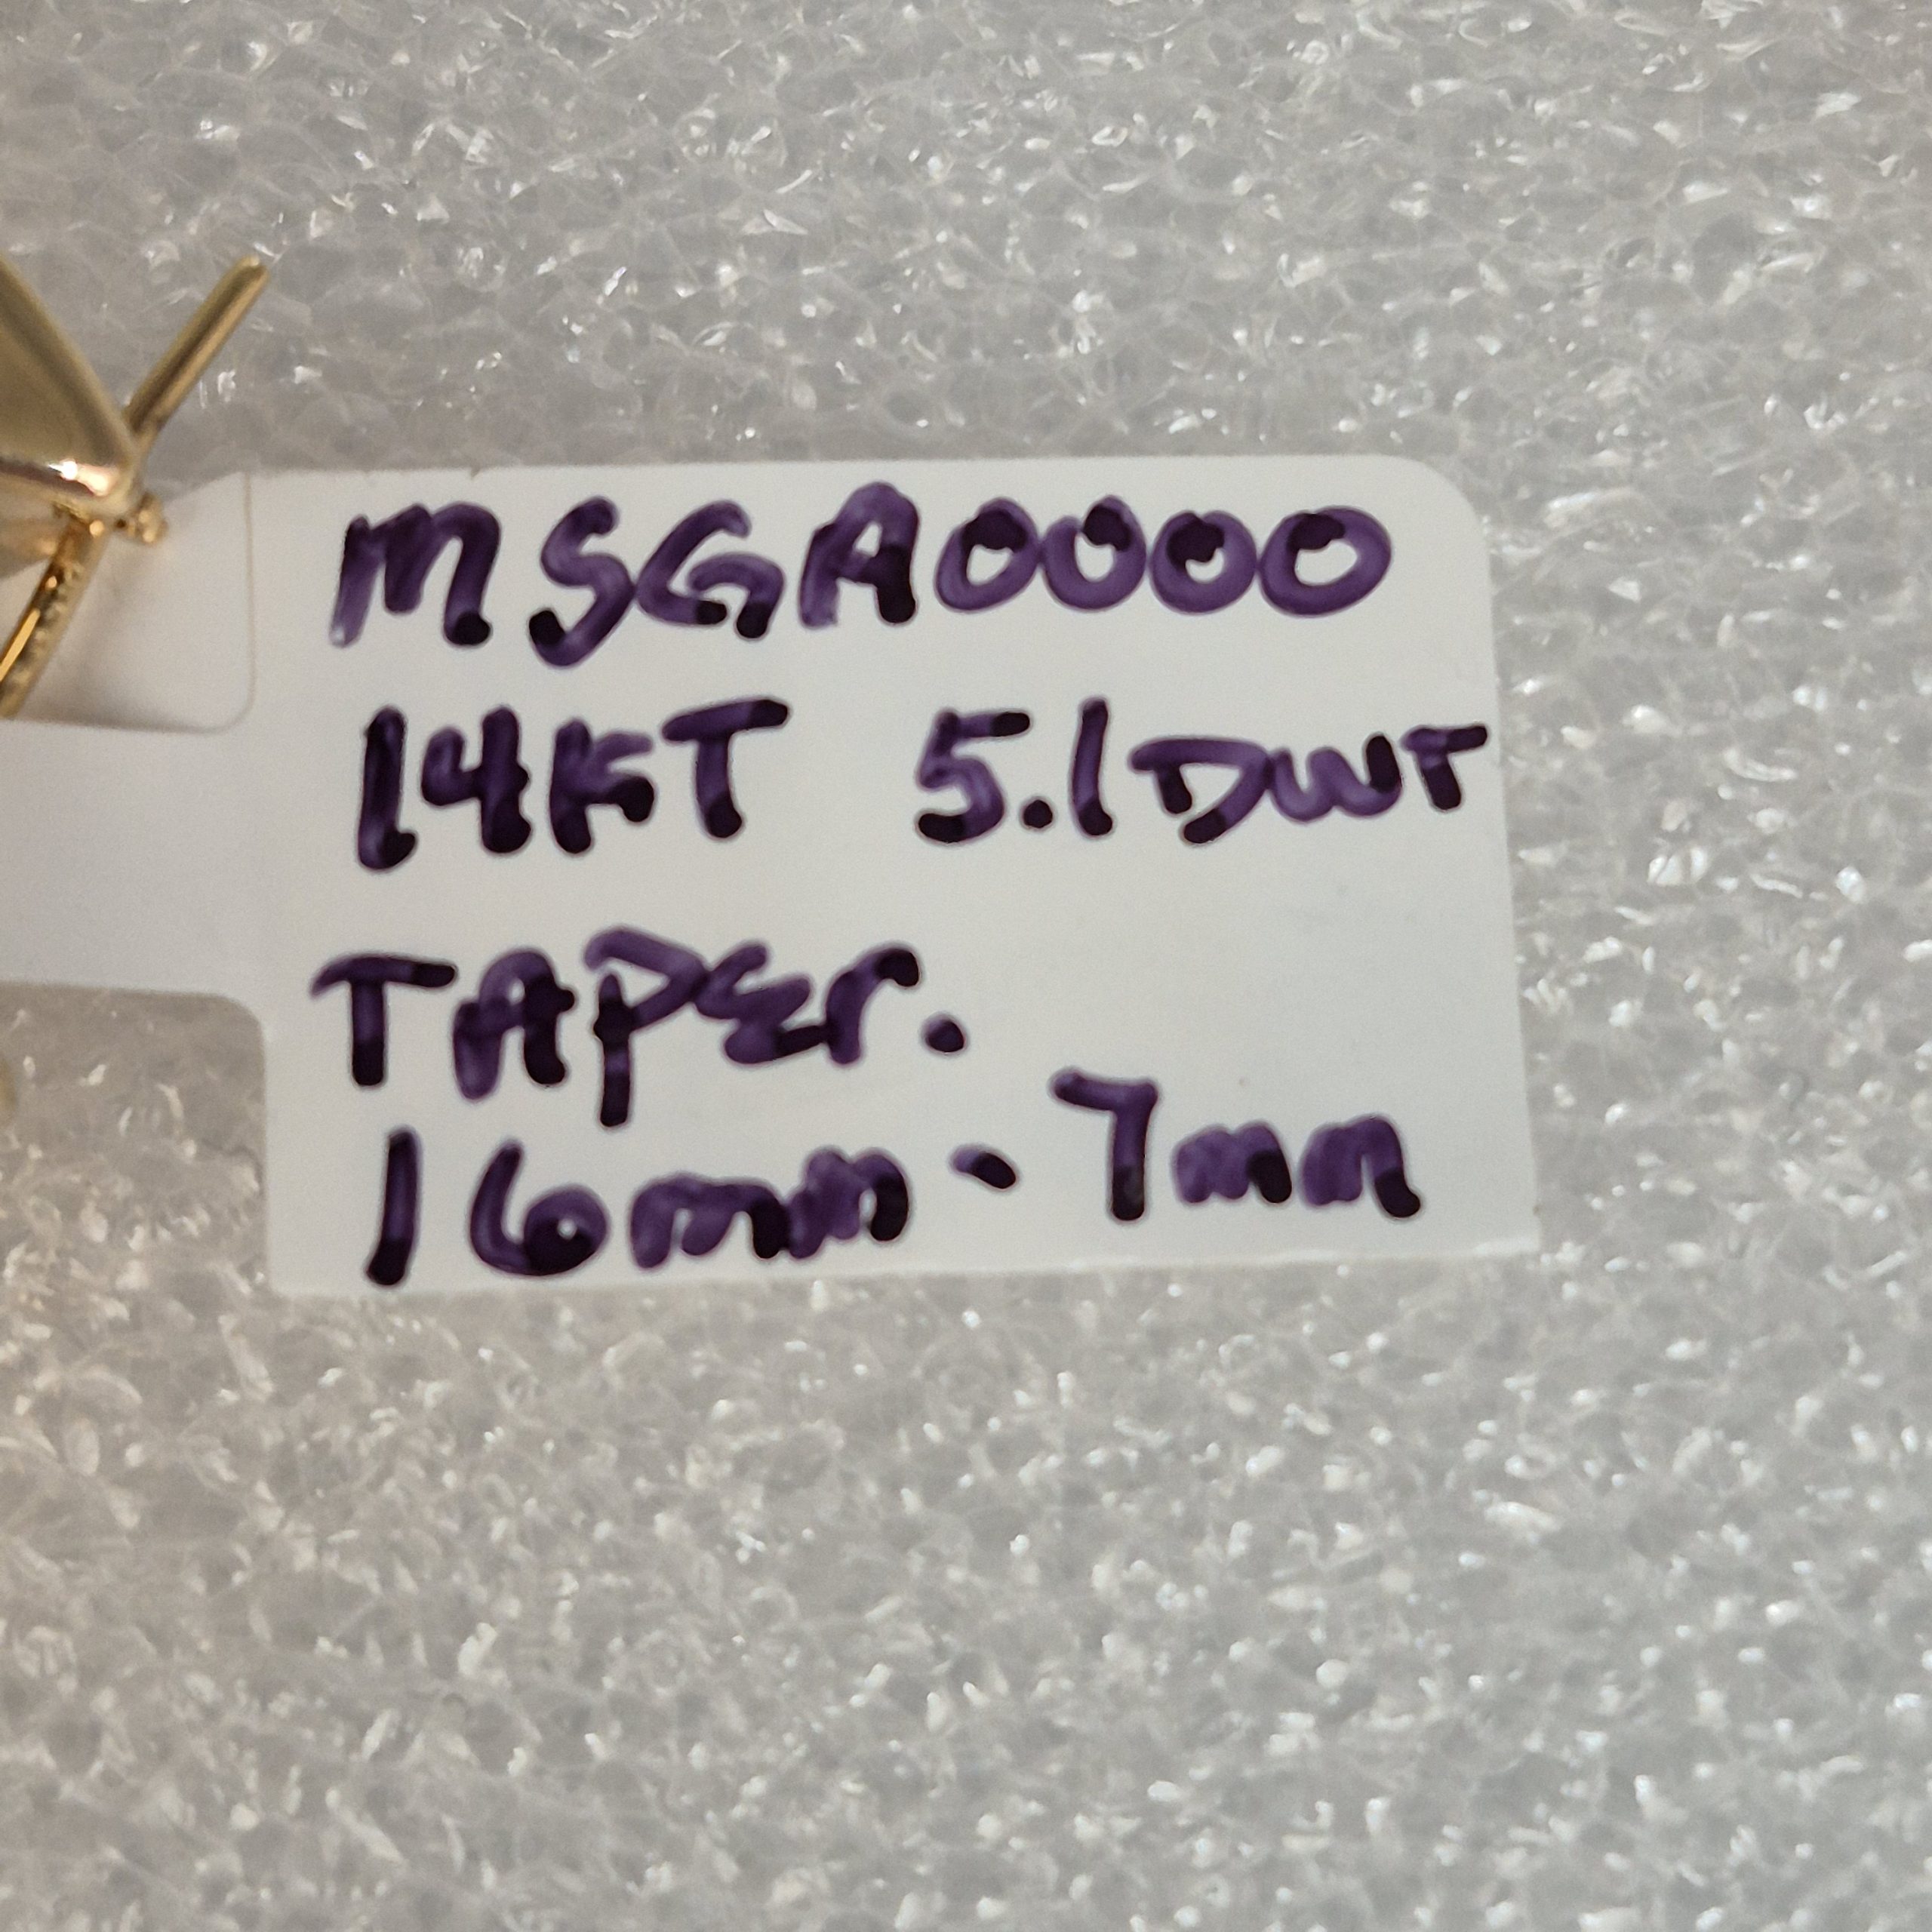 MSGA0000
14KT 5.1DWT
TAPER.
16mm - 7mm